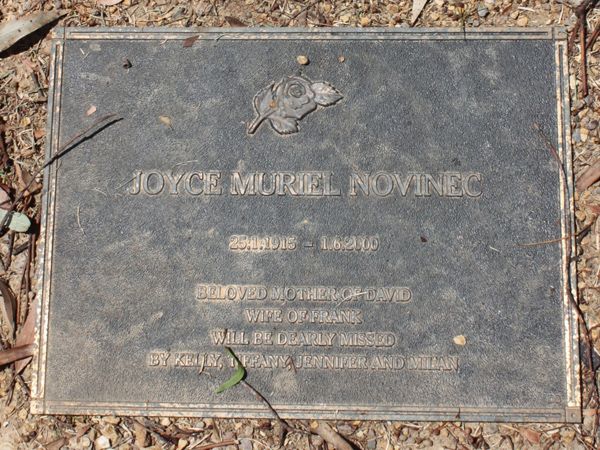 JOYCE MURIEL NOVINEC
25.1.1915 - 1.6.2000
BELOVED MOTHER OF DAVID
WIFE OF FRANK
WILL BE DEARLY MISSED
BY KELLY, TIFFANY, JENNIFER AND MILAN